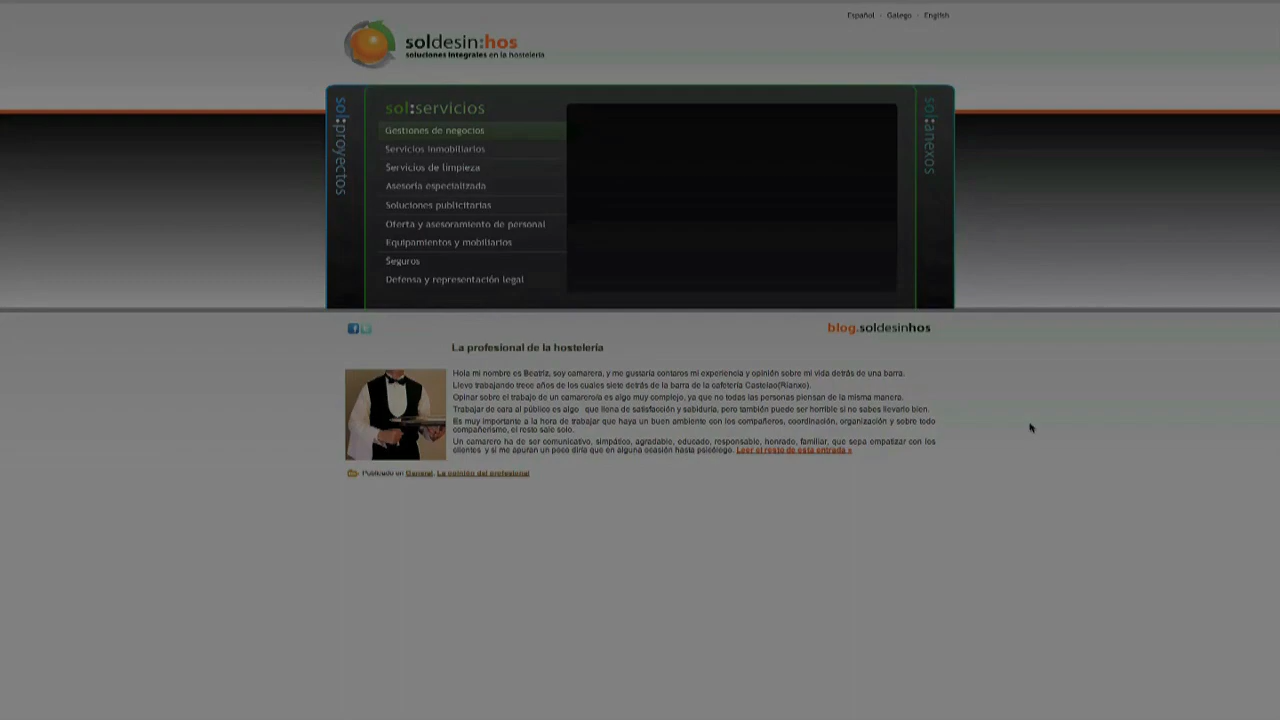 Español · Galego · English
soldesin:hos
soluciones integrales en la hostelería
sol:proyectos
sol:servicios
Gestiones de negocios
Servicios inmobiliarios
Servicios de limpieza
Asesoría especializada
Soluciones publicitarias
Oferta y asesoramiento de personal
Equipamientos y mobiliarios
Seguros
Defensa y representación legal
sol:anexos
blog.soldesinhos
La profesional de la hostelería
Hola mi nombre es Beatriz, soy camarera, y me gustaría contaros mi experiencia y opinión sobre mi vida detrás de una barra.
Llevo trabajando trece años de los cuales siete detrás de la barra de la cafetería Castelao(Rianxo).
Opinar sobre el trabajo de un camarero/a es algo muy complejo, ya que no todas las personas piensan de la misma manera.
Trabajar de cara al público es algo que llena de satisfacción y sabiduría, pero también puede ser horrible si no sabes llevarlo bien.
Es muy importante a la hora de trabajar que haya un buen ambiente con los compañeros, coordinación, organización y sobre todo
compañerismo, el resto sale solo.
Un camarero ha de ser comunicativo, simpático, agradable, educado, responsable, honrado, familiar, que sepa empatizar con los
clientes y si me apuran un poco diría que en alguna ocasión hasta psicólogo. Leer el resto de esta entrada »
Publicado en General, La opinión del profesional